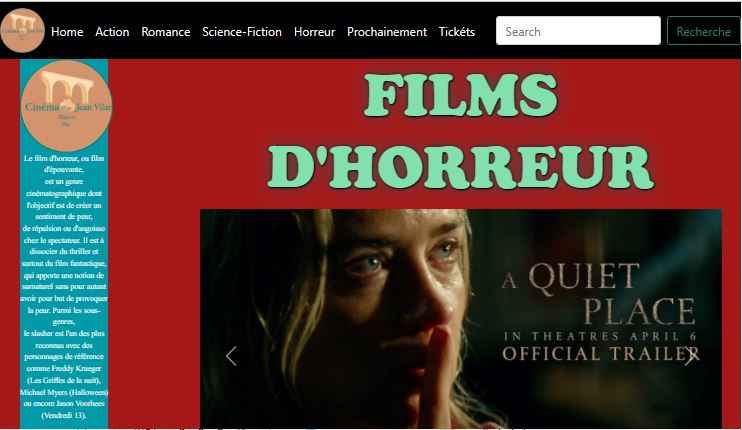 Cinéma Jean Vilar
Home Action Romance Science-Fiction Horreur Prochainement Tickéts Search Recherche
Cinéma Jean Vilar
FILMS
D'HORREUR
Le film d'horreur, ou film
d'épouvante,
est un genre
cinématographique dont
l'objectif est de créer un
sentiment de peur,
de répulsion ou d'angoisse
chez le spectateur. Il est à
dissocier du thriller et
surtout du film fantastique,
qui apporte une notion de
surnaturel sans pour autant
avoir pour but de provoquer
la peur. Parmi les sous-
genres,
le slasher est l'un des plus
reconnus avec des
personnages de référence
comme Freddy Krueger
(Les Griffes de la nuit),
Michael Myers (Halloween)
ou encore Jason Voorhees
(Vendredi 13).
A QUIET
PLACE
IN THEATRES APRIL 6
OFFICIAL TRAILER